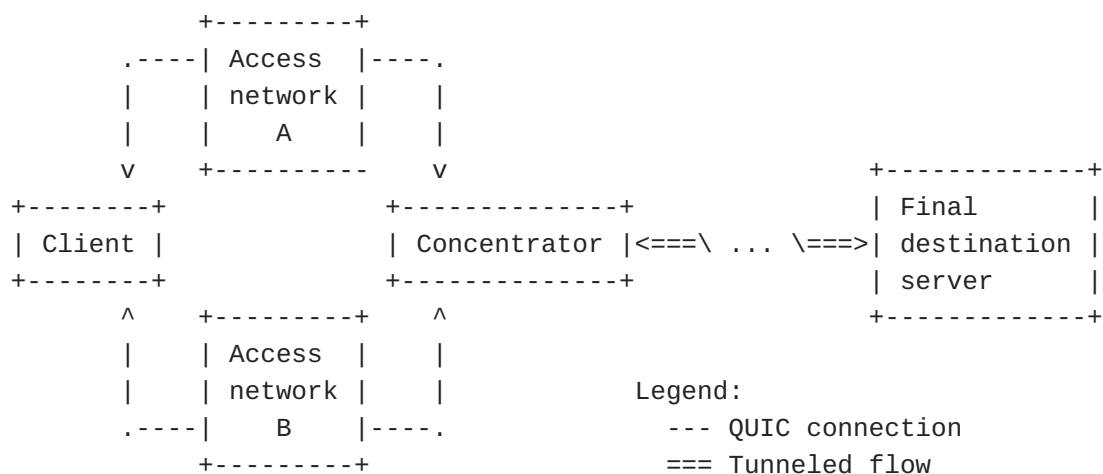 Access
network
A
Client
Concentrator
...
Final
destination
server
Access
network
B
Legend:
--- QUIC connection
=== Tunneled flow